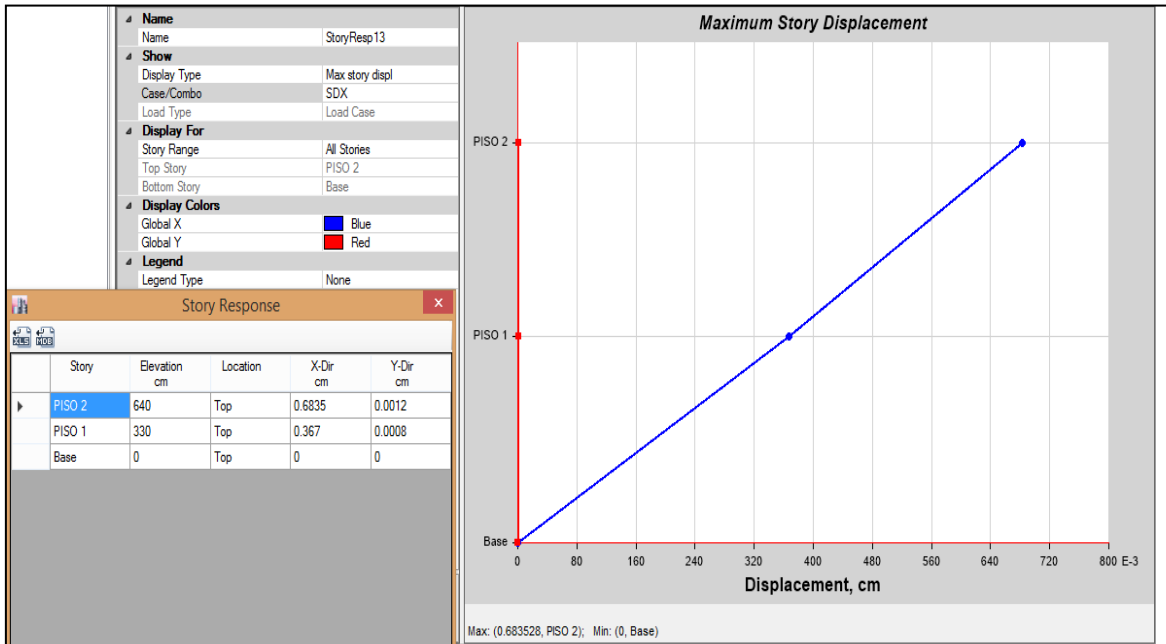 Name
Name StoryResp13
Show
Display Type Max story displ
Case/Combo SDX
Load Type Load Case
Display For
Story Range All Stories
Top Story PISO 2
Bottom Story Base
Display Colors
Global X Blue
Global Y Red
Legend
Legend Type None
Story Response
XLS MDB
Story Elevation Location X-Dir Y-Dir
cm cm cm
PISO 2 640 Top 0.6835 0.0012
PISO 1 330 Top 0.367 0.0008
Base 0 Top 0 0
Maximum Story Displacement
PISO 2
PISO 1
Base
0 80 160 240 320 400 480 560 640 720 800 E-3
Displacement, cm
Max: (0.683528, PISO 2); Min: (0, Base)